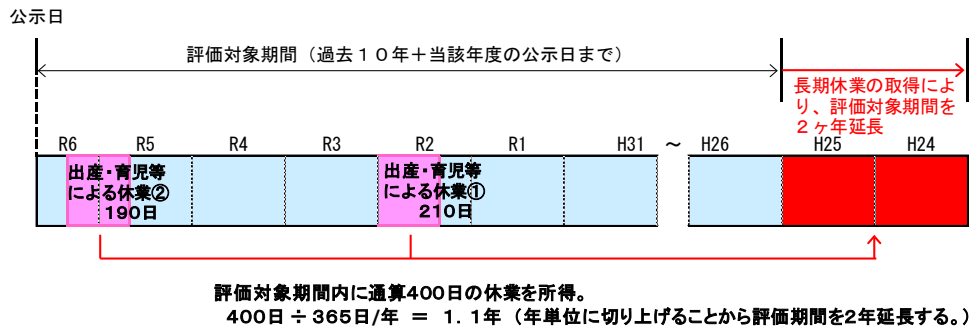 公示日
評価対象期間（過去１０年＋当該年度の公示日まで）
長期休業の取得によ
り、評価対象期間を
２ヶ年延長
R6 R5 R4 R3 R2 R1 H31 ～ H26 H25 H24
出産・育児等
による休業②
190日
出産・育児等
による休業①
210日
評価対象期間内に通算400日の休業を所得。
400日 ÷ 365日/年 ＝ 1.1年 （年単位に切り上げることから評価期間を2年延長する。）